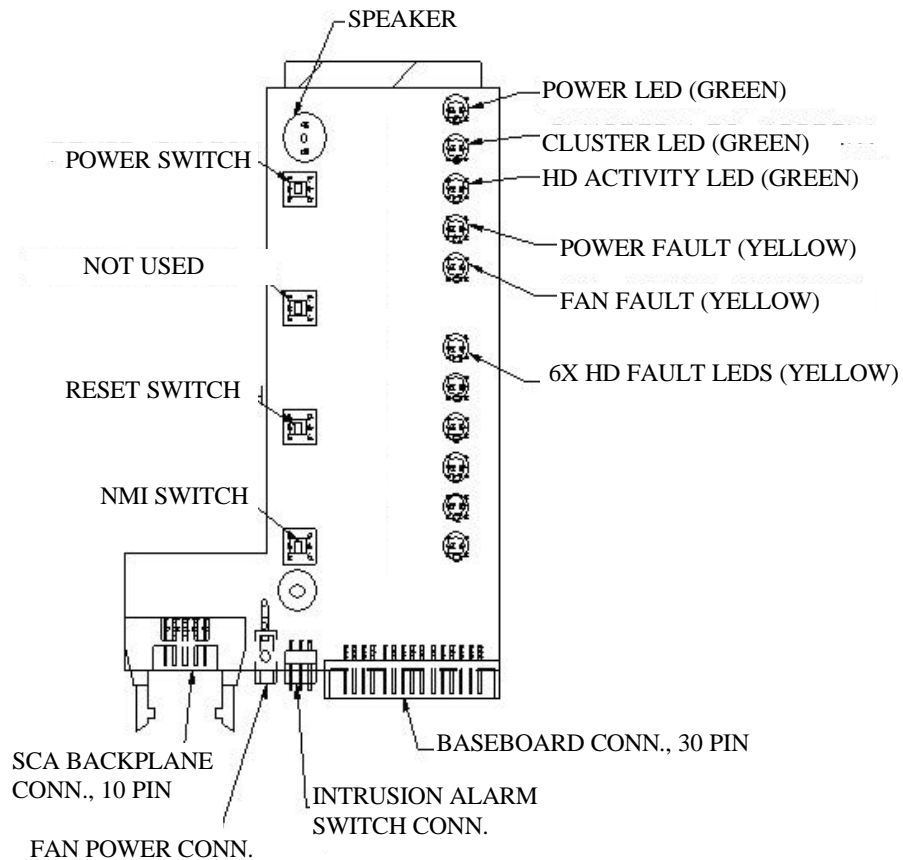 SPEAKER
POWER LED (GREEN)
CLUSTER LED (GREEN)
POWER SWITCH
HD ACTIVITY LED (GREEN)
POWER FAULT (YELLOW)
NOT USED
FAN FAULT (YELLOW)
6X HD FAULT LEDS (YELLOW)
RESET SWITCH
NMI SWITCH
BASEBOARD CONN., 30 PIN
SCA BACKPLANE
CONN., 10 PIN
INTRUSION ALARM
SWITCH CONN.
FAN POWER CONN.